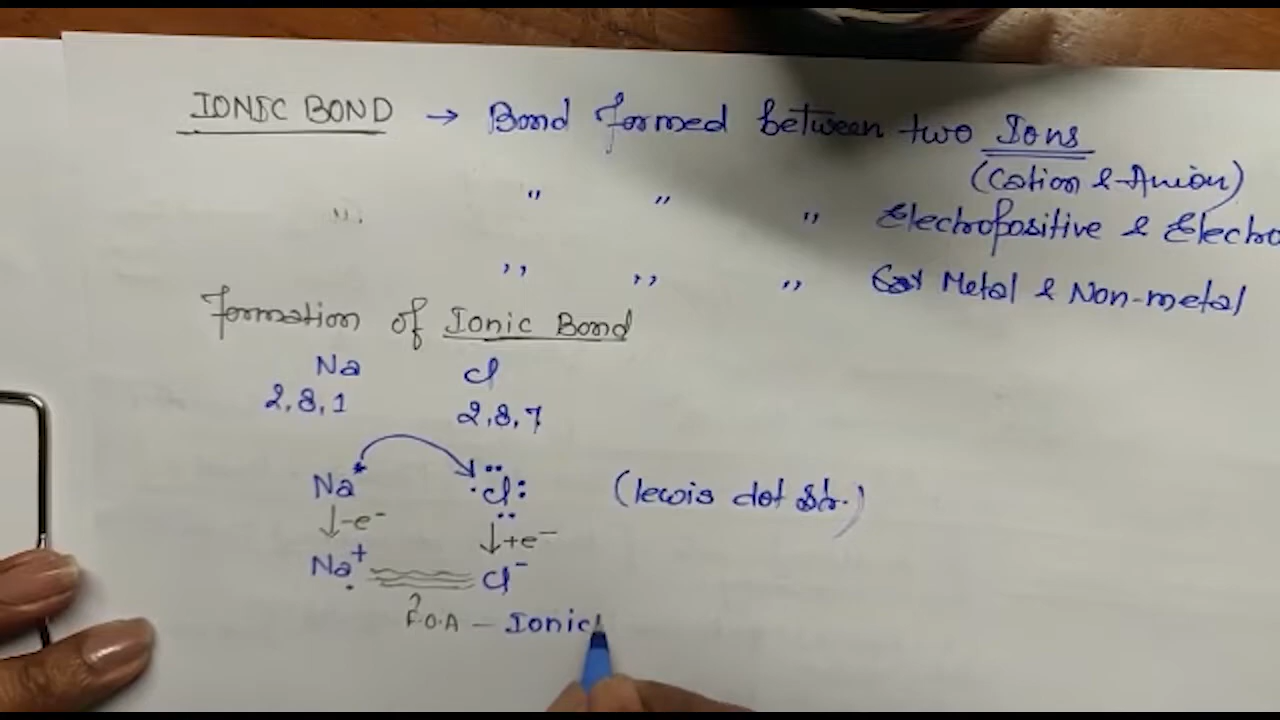 IONIC BOND → Bond formed between two Ions
(Cation & Anion)
" " " " Electropositive & Electro
,, ,, ,, Metal & Non-metal
Formation of Ionic Bond
Na Cl
2,8,1 2,8,7
Na Cl (lewis dot str.)
↓-e⁻ ↓+e⁻
Na⁺ Cl⁻
F.O.A - Ionic